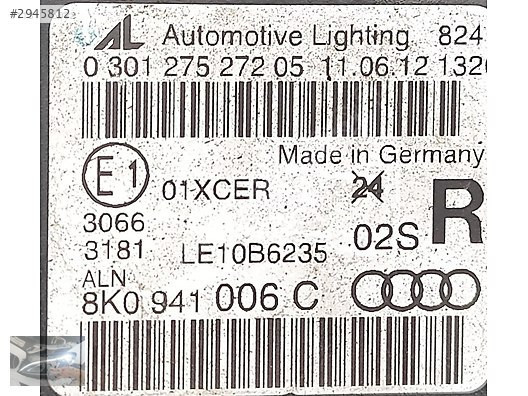 #2945812
AL Automotive Lighting 824
0 301 275 272 05 11.06.12 132
Made in Germany
E1 01XCER 24
3066 R
3181 LE10B6235 02S
ALN
8K0 941 006 C